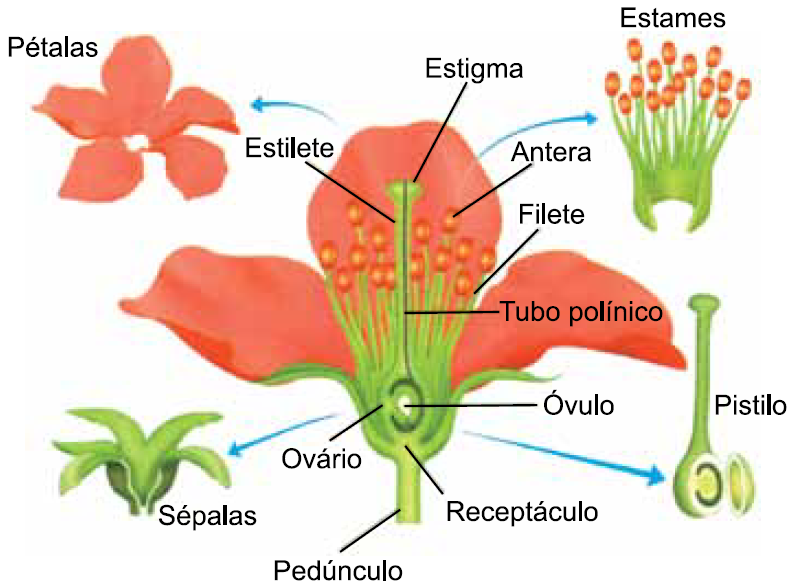 Estames
Pétalas
Estigma
Estilete
Antera
Filete
Tubo polínico
Óvulo
Pistilo
Ovário
Sépalas
Receptáculo
Pedúnculo